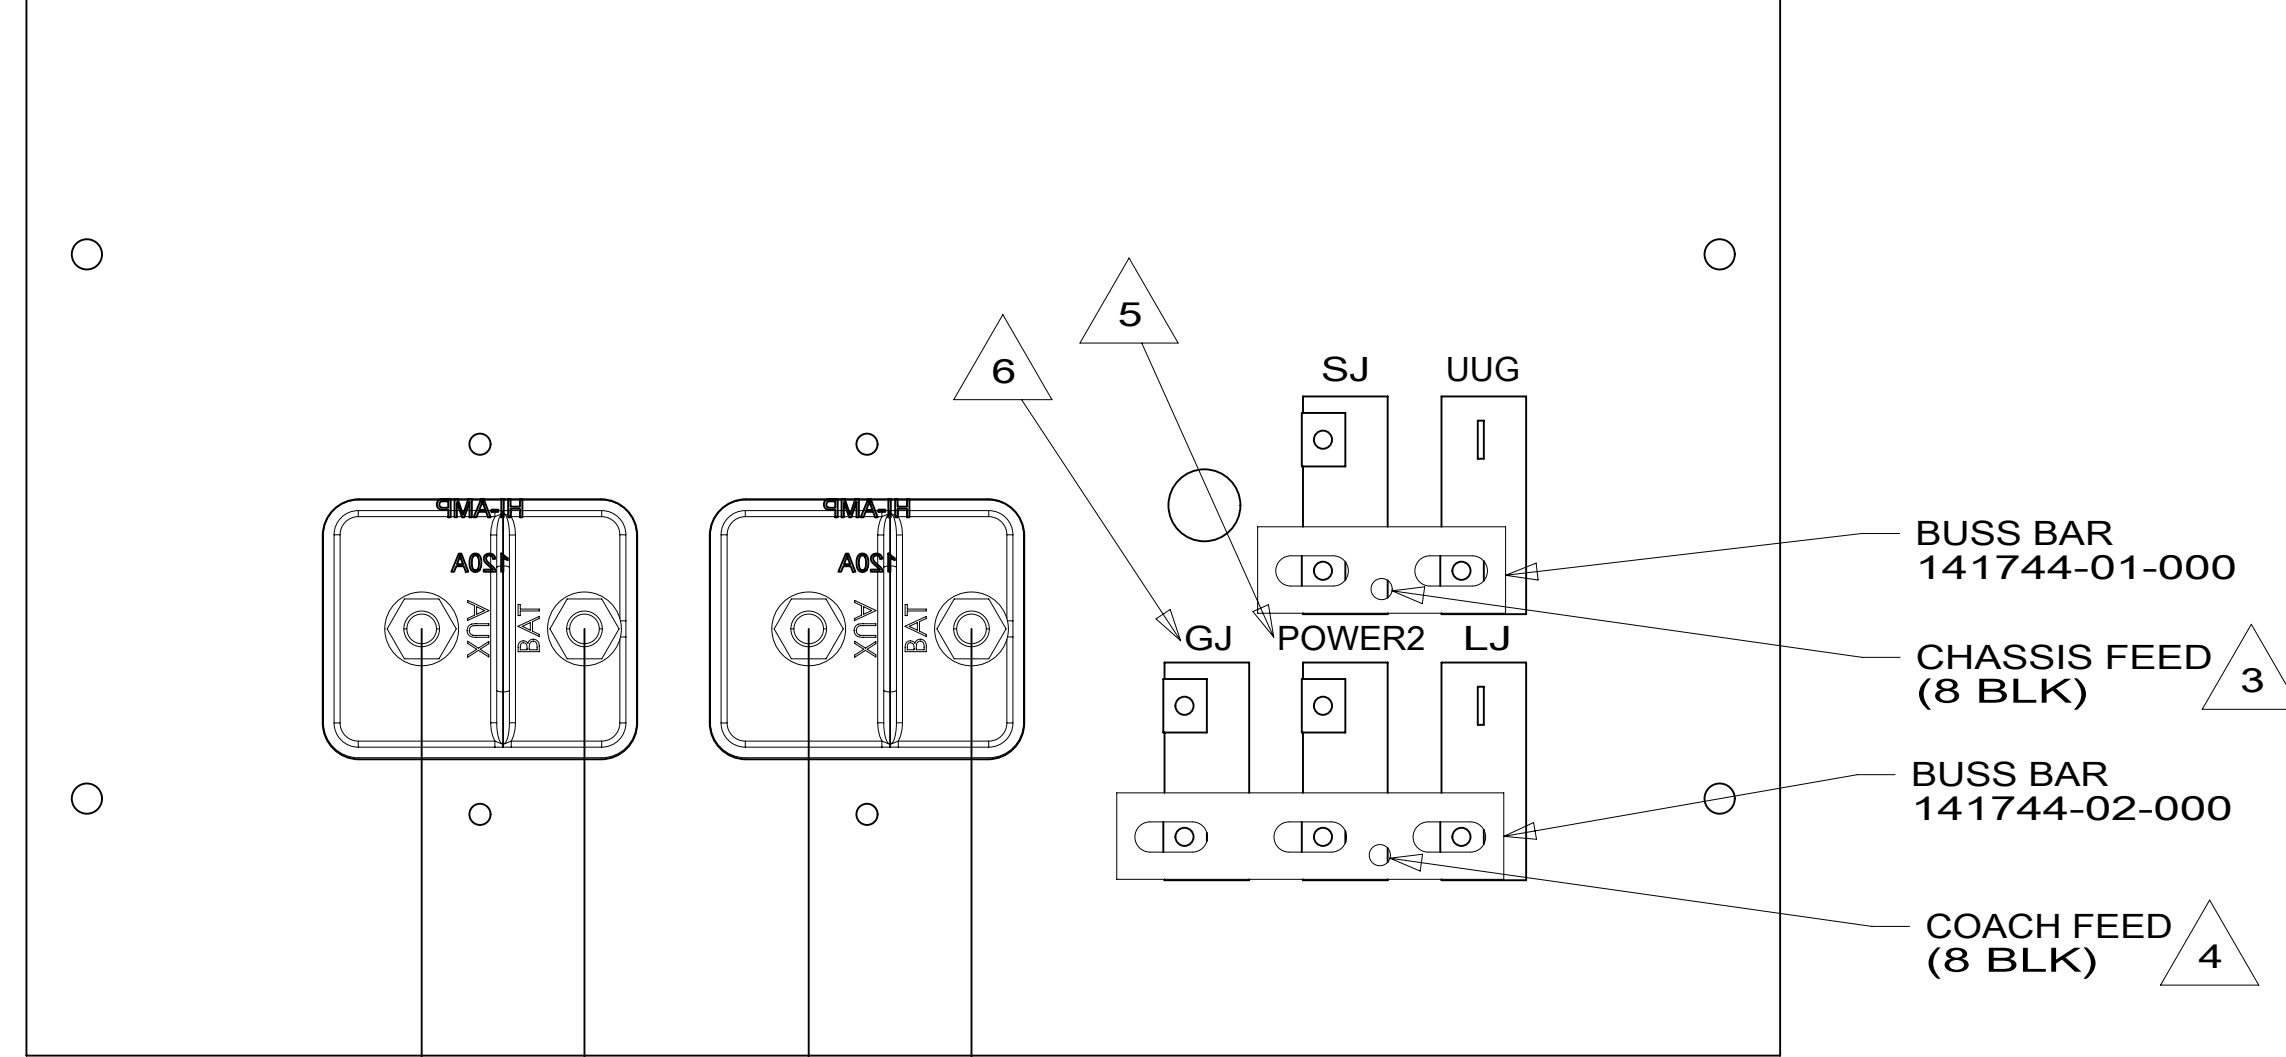 5
6
SJ UUG
HI-AMP
120A
AUX
BAT
HI-AMP
120A
AUX
BAT
BUSS BAR
141744-01-000
GJ POWER2 LJ
CHASSIS FEED
(8 BLK)
3
BUSS BAR
141744-02-000
COACH FEED
(8 BLK)
4